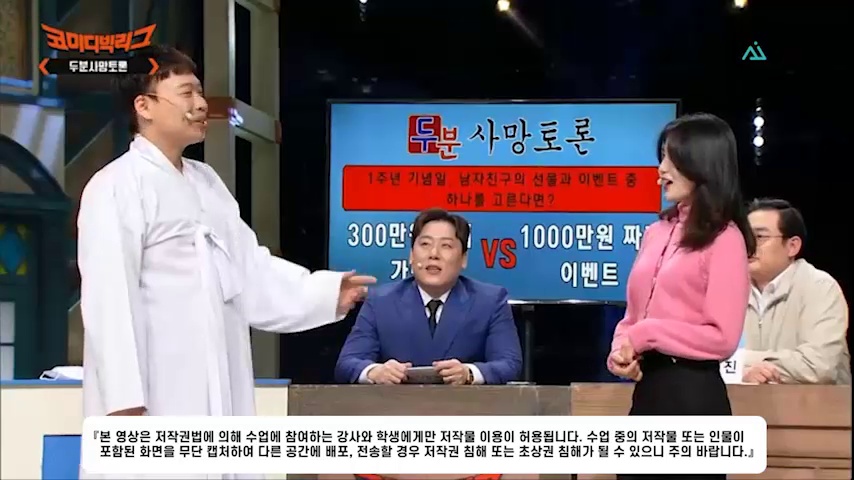 코미디빅리그
두분사망토론
두분 사망토론
1주년 기념일, 남자친구의 선물과 이벤트 중
하나를 고른다면?
300만원 VS 1000만원 짜
가 이벤트
진
『본 영상은 저작권법에 의해 수업에 참여하는 강사와 학생에게만 저작물 이용이 허용됩니다. 수업 중의 저작물 또는 인물이
포함된 화면을 무단 캡처하여 다른 공간에 배포, 전송할 경우 저작권 침해 또는 초상권 침해가 될 수 있으니 주의 바랍니다.』